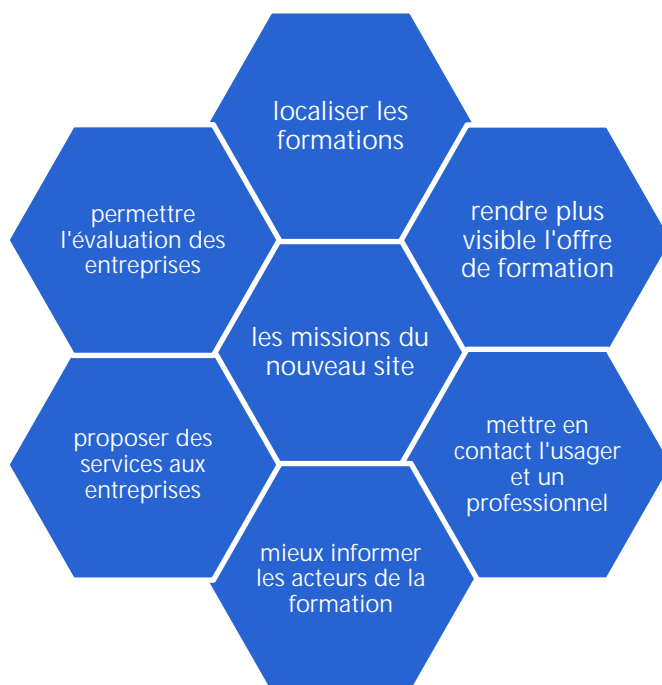 localiser les
formations
rendre plus
visible l'offre
de formation
mettre en
contact l'usager
et un
professionnel
mieux informer
les acteurs de la
formation
proposer des
services aux
entreprises
permettre
l'évaluation des
entreprises
les missions du
nouveau site